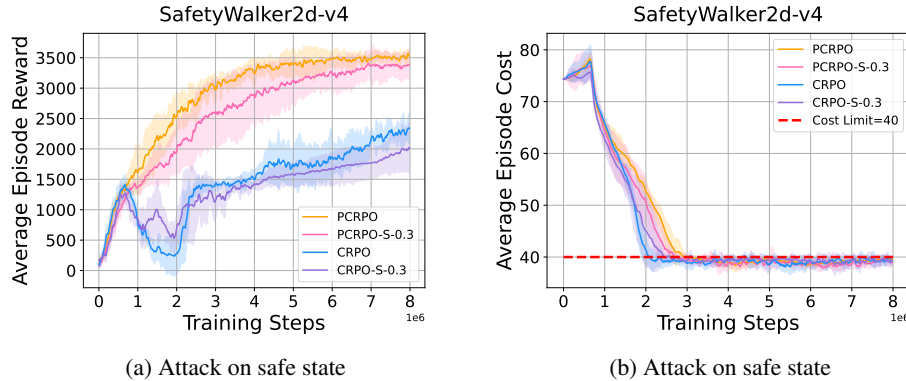 SafetyWalker2d-v4
Average Episode Reward
3500
3000
2500
2000
1500
1000
500
0
PCRPO
PCRPO-S-0.3
CRPO
CRPO-S-0.3
0 1 2 3 4 5 6 7 8
1e6
Training Steps
(a) Attack on safe state
SafetyWalker2d-v4
Average Episode Cost
80
70
60
50
40
PCRPO
PCRPO-S-0.3
CRPO
CRPO-S-0.3
Cost Limit=40
0 1 2 3 4 5 6 7 8
1e6
Training Steps
(b) Attack on safe state